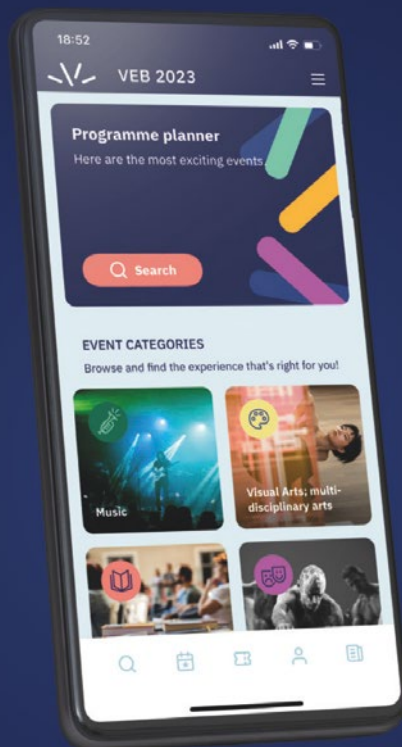 18:52
VEB 2023
Programme planner
Here are the most exciting events
Search
EVENT CATEGORIES
Browse and find the experience that's right for you!
Music
Visual Arts; multi-
disciplinary arts